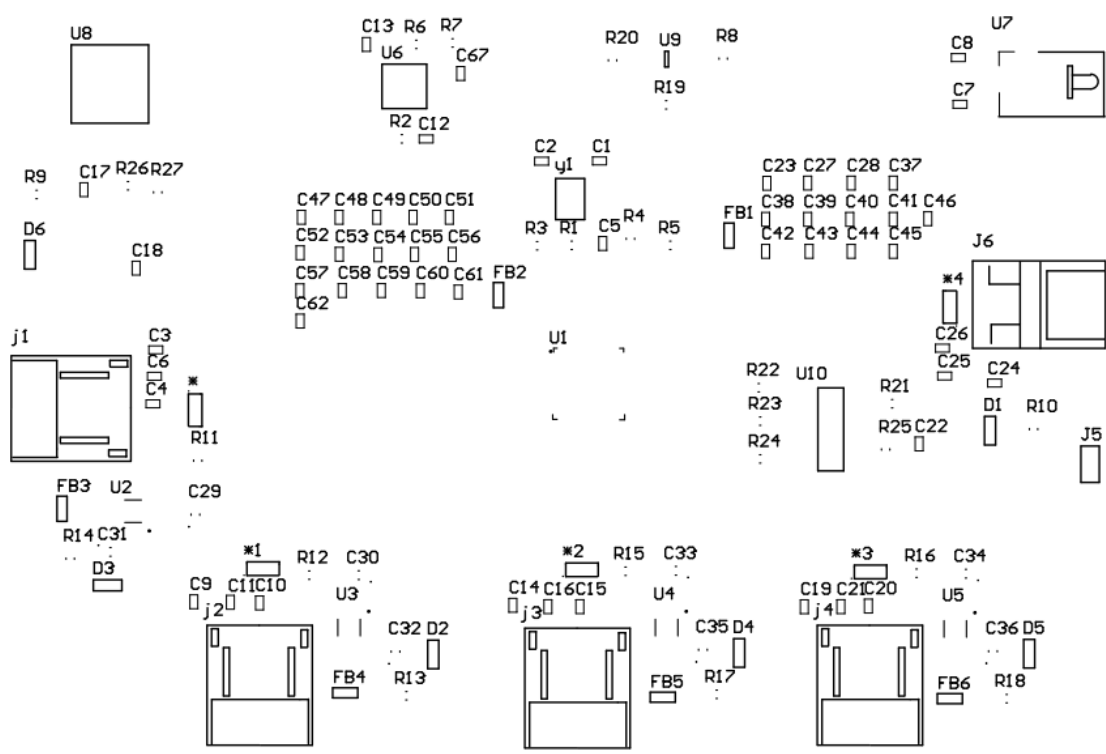 U8 C13 R6 R7 R20 U9 R8 U7
U6 C67 C8
R19 C7
R2 C12
C2 C1
y1
R9 C17 R26 R27 C23 C27 C28 C37
C47 C48 C49 C50 C51 C38 C39 C40 C41 C46
D6 R3 R1 C5 R4 R5 FB1
C52 C53 C54 C55 C56 C42 C43 C44 C45 J6
C18
C57 C58 C59 C60 C61 FB2 *4
C62
j1 C3 U1 C26
C6 C25 C24
C4 * R22 U10 R21
R23 D1 R10
R11 R24 R25 C22 J5
FB3 U2 C29
R14 C31
D3 *1 R12 C30 *2 R15 C33 *3 R16 C34
C9 C11 C10 U3 C14 C16 C15 U4 C19 C21 C20 U5
j2 j3 j4
C32 D2 C35 D4 C36 D5
FB4 R13 FB5 R17 FB6 R18